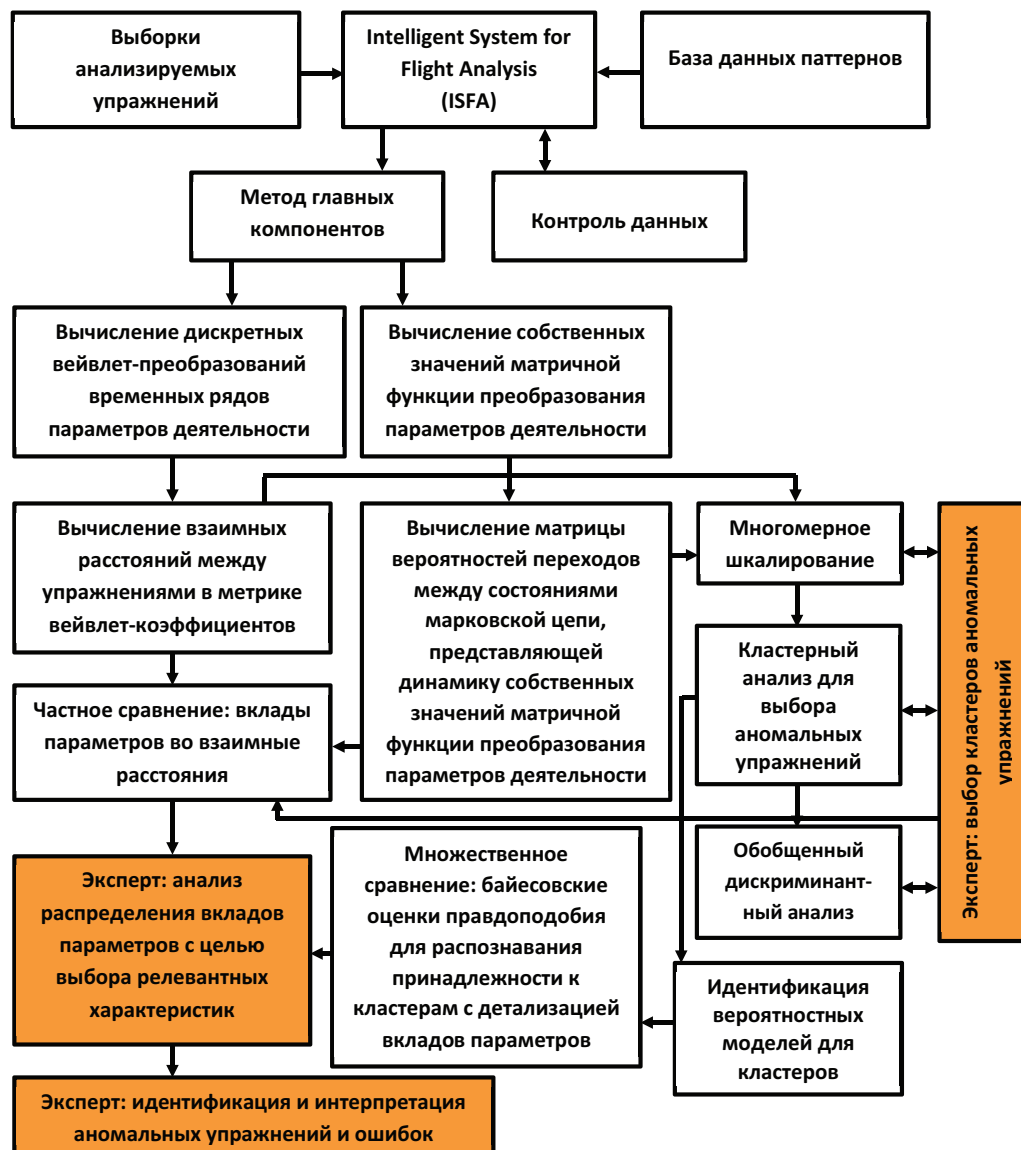 Выборки
анализируемых
упражнений
Intelligent System for
Flight Analysis
(ISFA)
База данных паттернов
Метод главных
компонентов
Контроль данных
Вычисление дискретных
вейвлет-преобразований
временных рядов
параметров деятельности
Вычисление собственных
значений матричной
функции преобразования
параметров деятельности
Вычисление взаимных
расстояний между
упражнениями в метрике
вейвлет-коэффициентов
Вычисление матрицы
вероятностей переходов
между состояниями
марковской цепи,
представляющей
динамику собственных
значений матричной
функции преобразования
параметров деятельности
Многомерное
шкалирование
Эксперт: выбор кластеров аномальных
упражнений
Кластерный
анализ для
выбора
аномальных
упражнений
Частное сравнение: вклады
параметров во взаимные
расстояния
Обобщенный
дискриминант-
ный анализ
Эксперт: анализ
распределения вкладов
параметров с целью
выбора релевантных
характеристик
Множественное
сравнение: байесовские
оценки правдоподобия
для распознавания
принадлежности к
кластерам с детализацией
вкладов параметров
Идентификация
вероятностных
моделей для
кластеров
Эксперт: идентификация и интерпретация
аномальных упражнений и ошибок